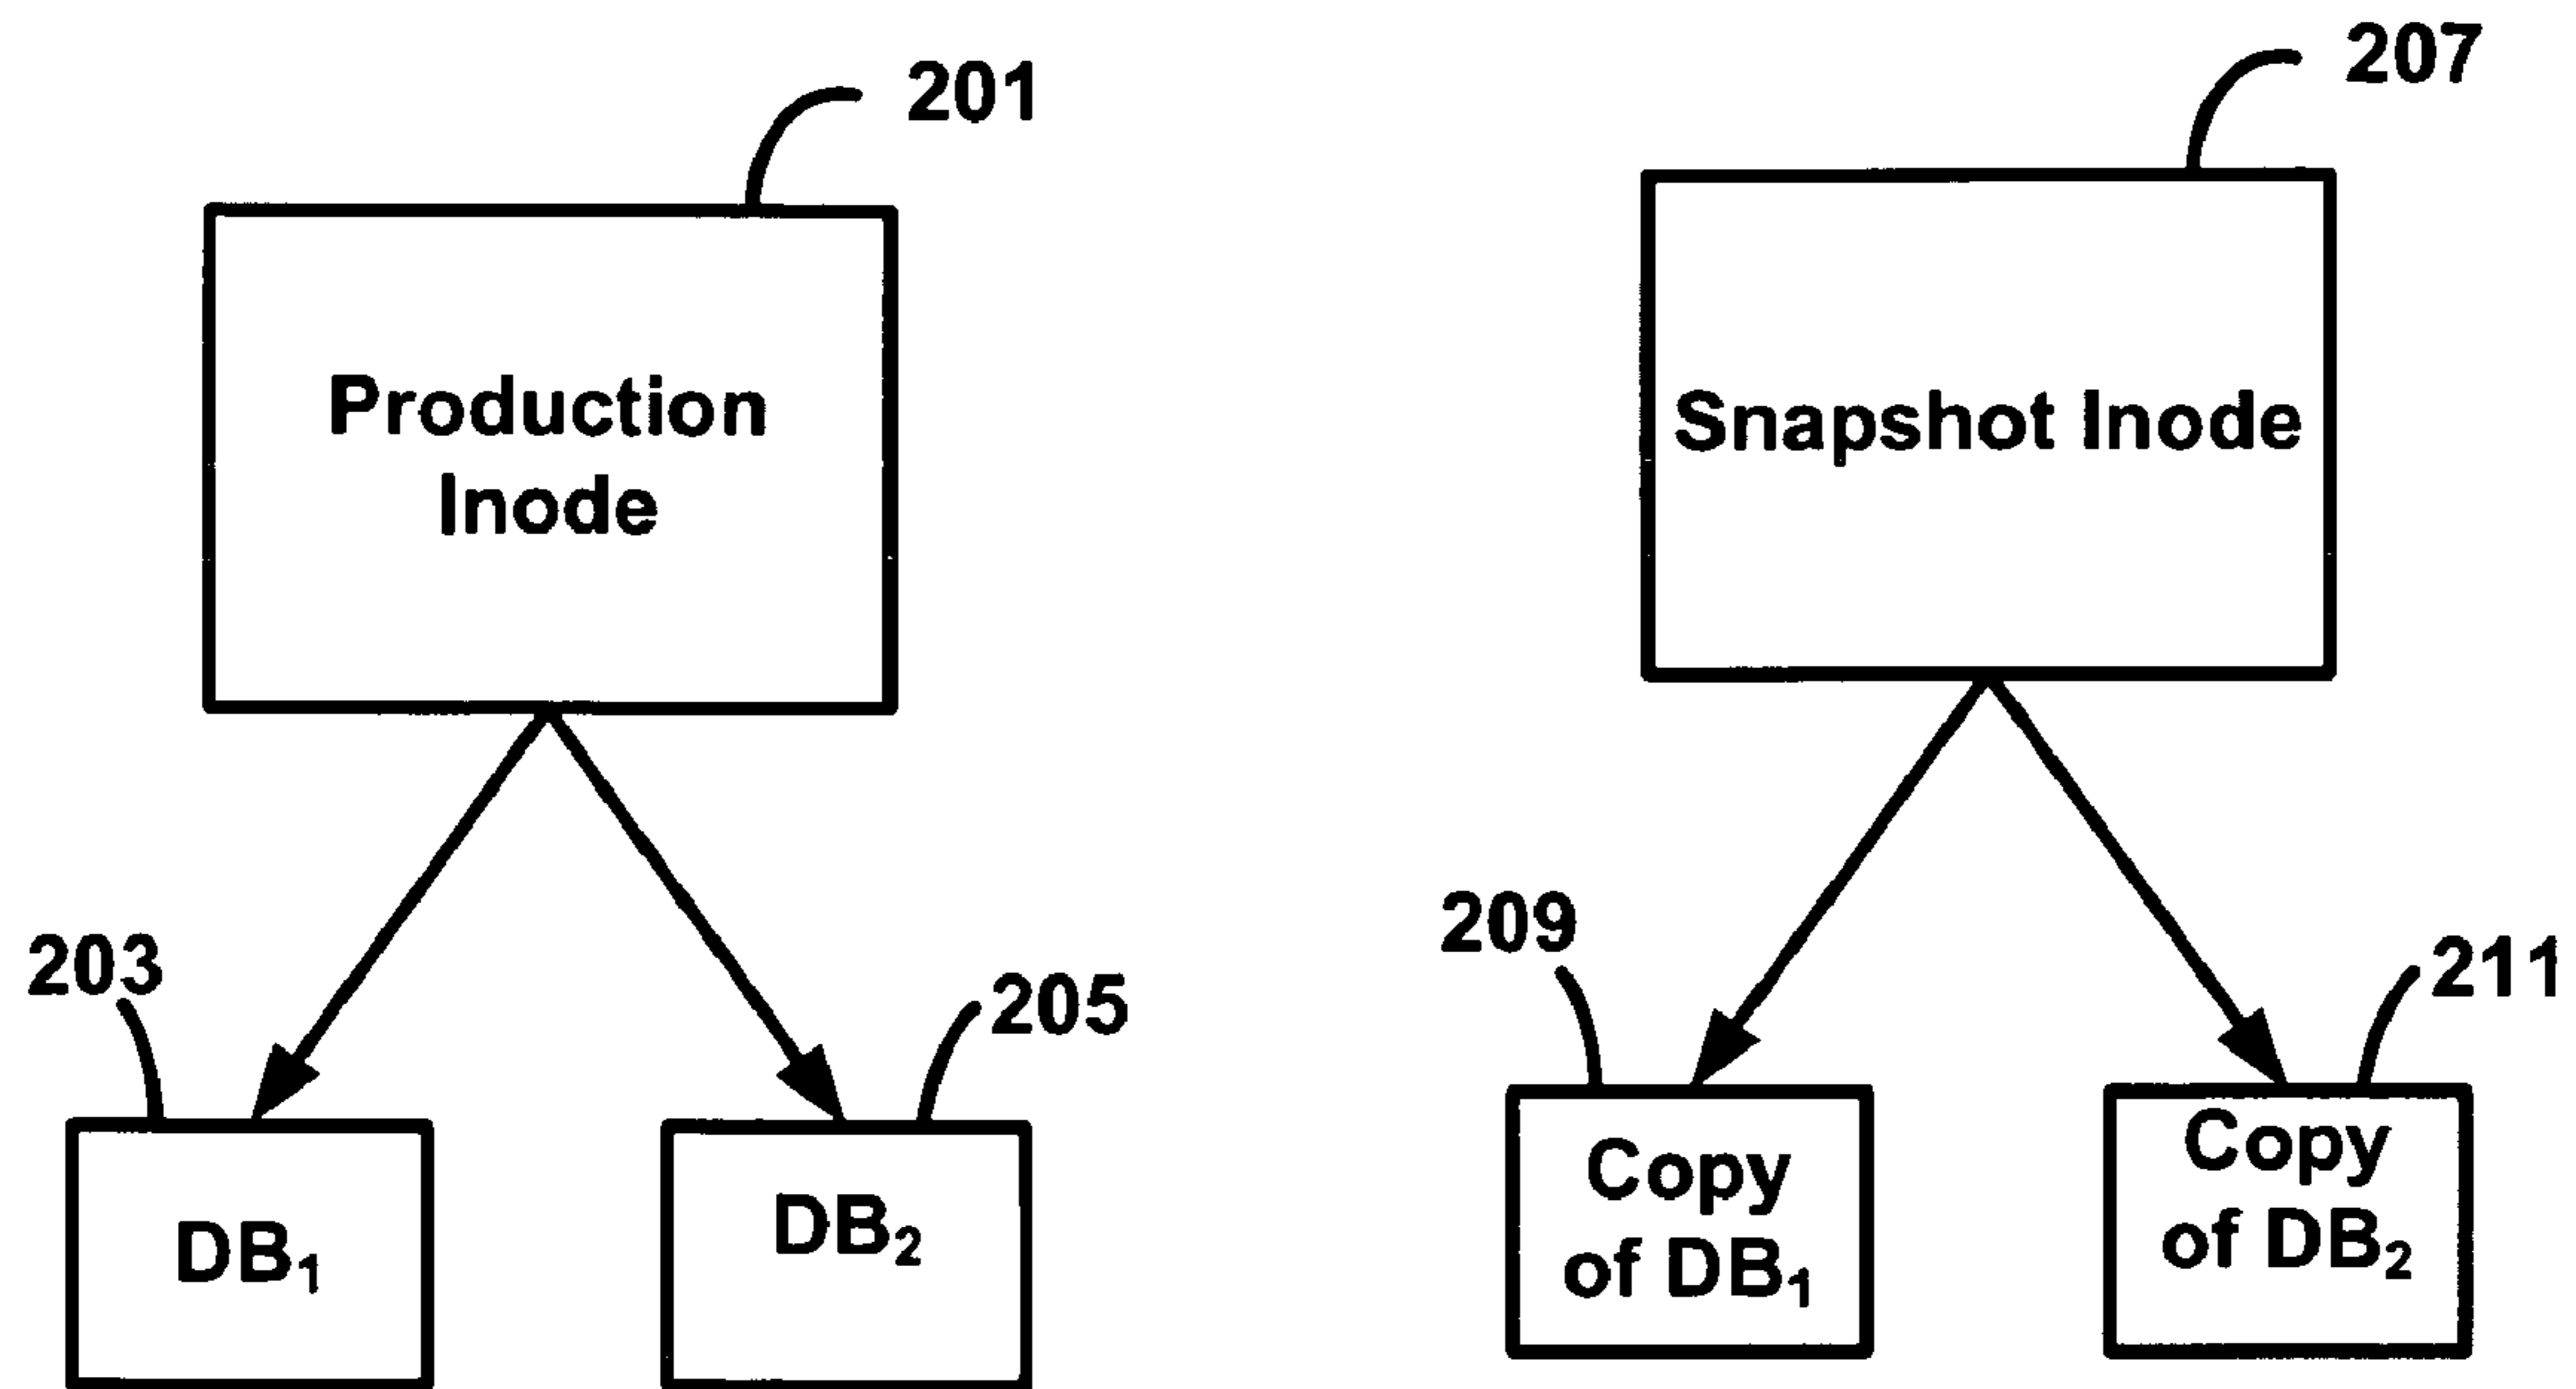 201
207
Production
Inode
Snapshot Inode
203
205
209
211
DB₁
DB₂
Copy
of DB₁
Copy
of DB₂